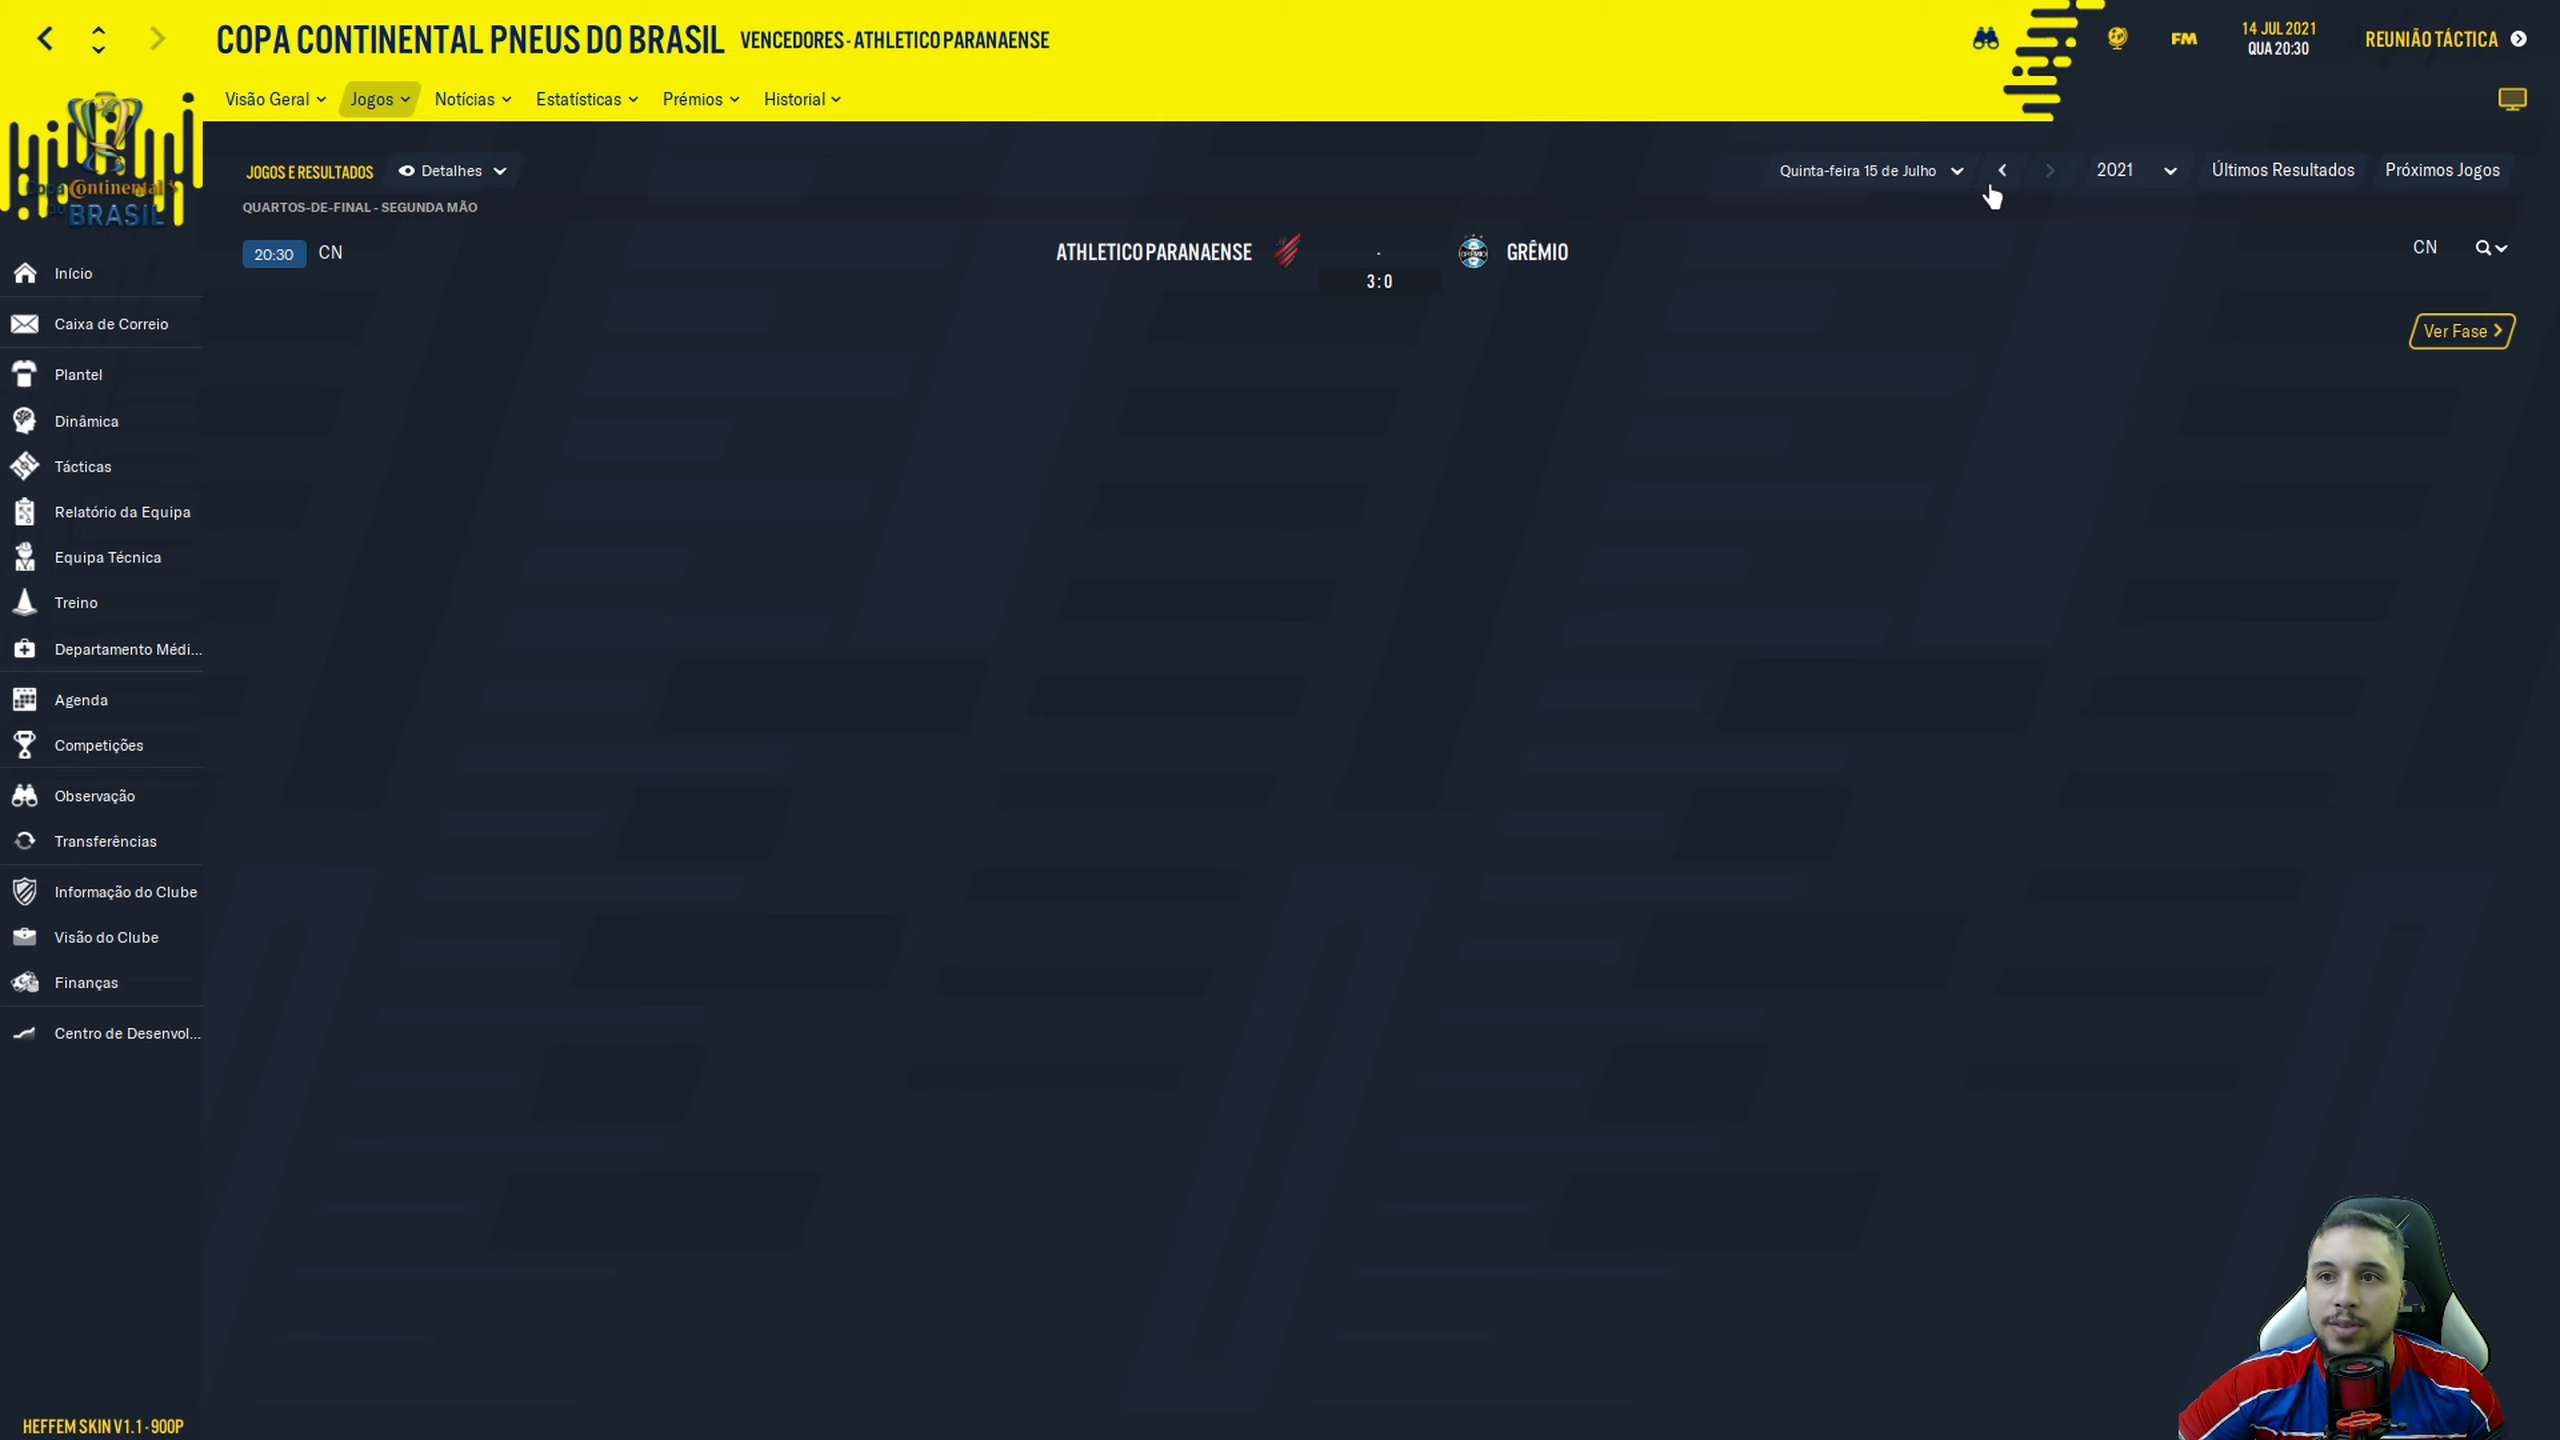 COPA CONTINENTAL PNEUS DO BRASIL VENCEDORES - ATHLETICO PARANAENSE
FM
14 JUL 2021
QUA 20:30
REUNIÃO TÁCTICA
Visão Geral Jogos Notícias Estatísticas Prémios Historial
Copa Continental
do BRASIL
JOGOS E RESULTADOS Detalhes Quinta-feira 15 de Julho 2021 Últimos Resultados Próximos Jogos
QUARTOS-DE-FINAL - SEGUNDA MÃO
20:30 CN ATHLETICO PARANAENSE - GRÊMIO CN
3 : 0
Ver Fase
Início
Caixa de Correio
Plantel
Dinâmica
Tácticas
Relatório da Equipa
Equipa Técnica
Treino
Departamento Médi...
Agenda
Competições
Observação
Transferências
Informação do Clube
Visão do Clube
Finanças
Centro de Desenvol...
HEFFEM SKIN V1.1 - 900P